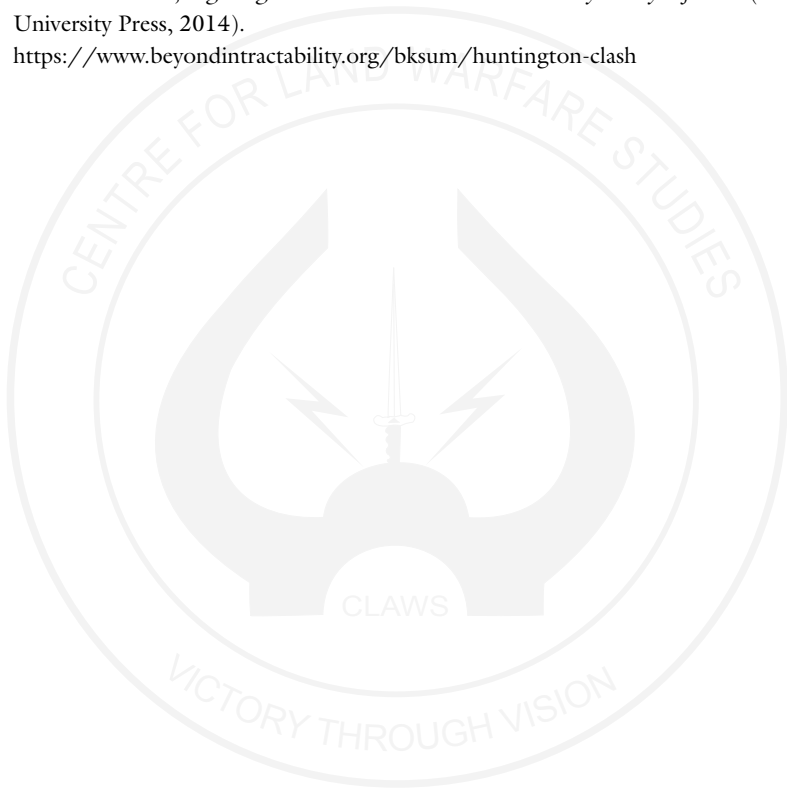 University Press, 2014).
https://www.beyondintractability.org/bksum/huntington-clash
CENTRE FOR LAND WARFARE STUDIES
CLAWS
VICTORY THROUGH VISION